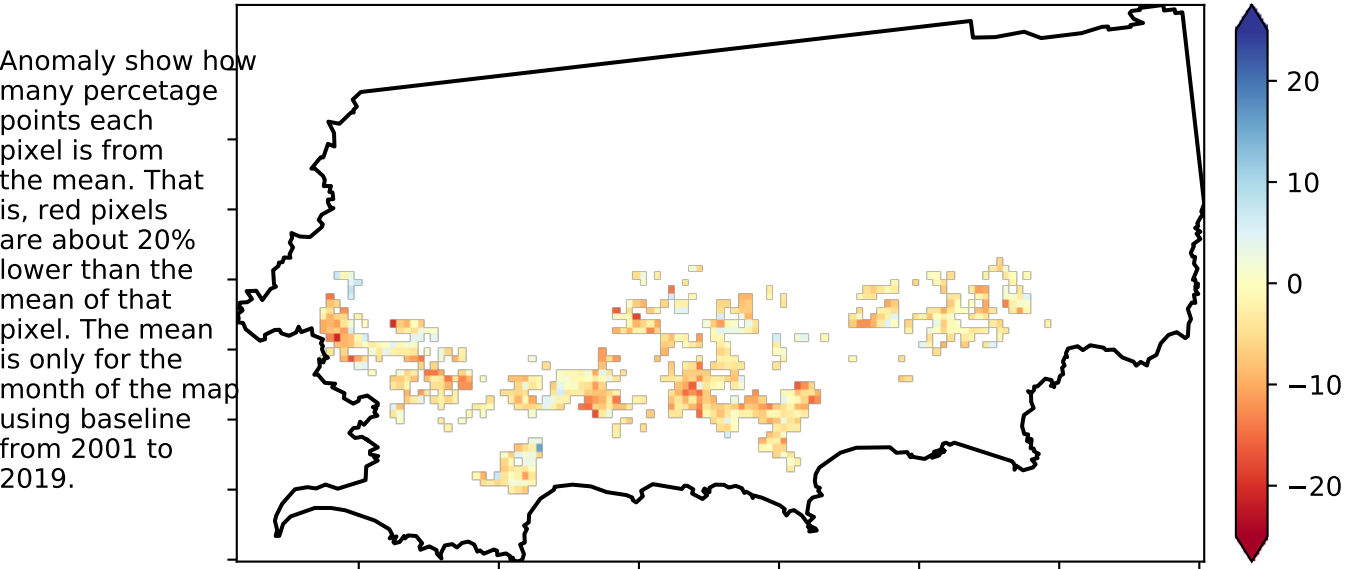 Anomaly show how
many percetage
points each
pixel is from
the mean. That
is, red pixels
are about 20%
lower than the
mean of that
pixel. The mean
is only for the
month of the map
using baseline
from 2001 to
2019.
20
10
0
−10
−20